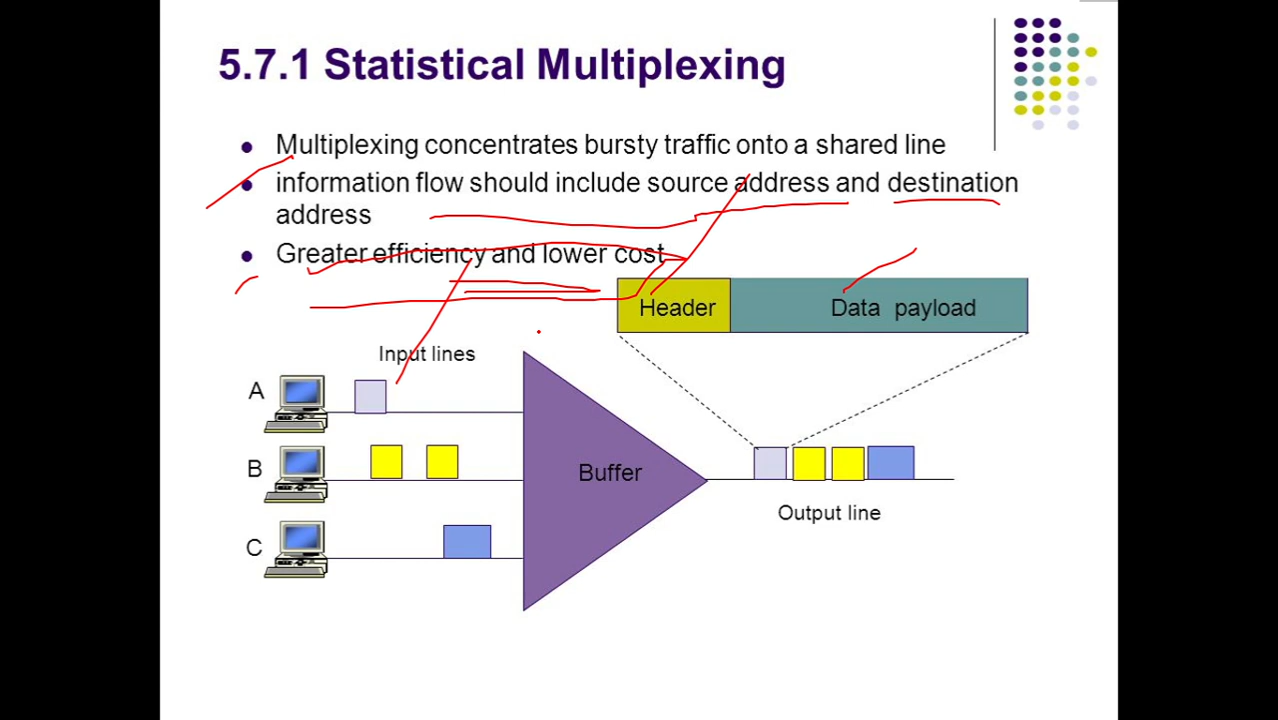 5.7.1 Statistical Multiplexing
Multiplexing concentrates bursty traffic onto a shared line
information flow should include source address and destination
address
Greater efficiency and lower cost
Header
Data payload
Input lines
A
B
C
Buffer
Output line